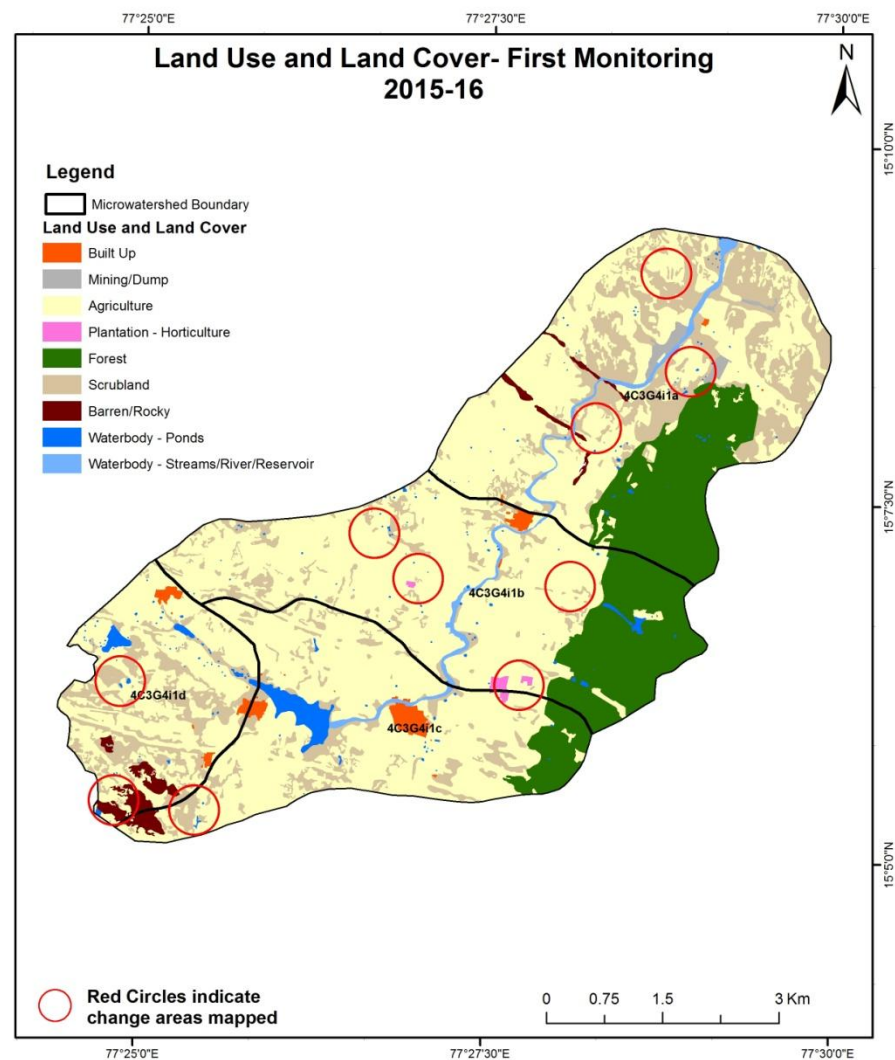 77°25'0"E
77°27'30"E
77°30'0"E
Land Use and Land Cover- First Monitoring
2015-16
N
15°10'0"N
Legend
Microwatershed Boundary
Land Use and Land Cover
Built Up
Mining/Dump
Agriculture
Plantation - Horticulture
Forest
Scrubland
Barren/Rocky
Waterbody - Ponds
Waterbody - Streams/River/Reservoir
4C3G4i1a
15°7'30"N
4C3G4i1b
4C3G4i1d
4C3G4i1c
15°5'0"N
Red Circles indicate
change areas mapped
0 0.75 1.5 3 Km
77°25'0"E
77°27'30"E
77°30'0"E